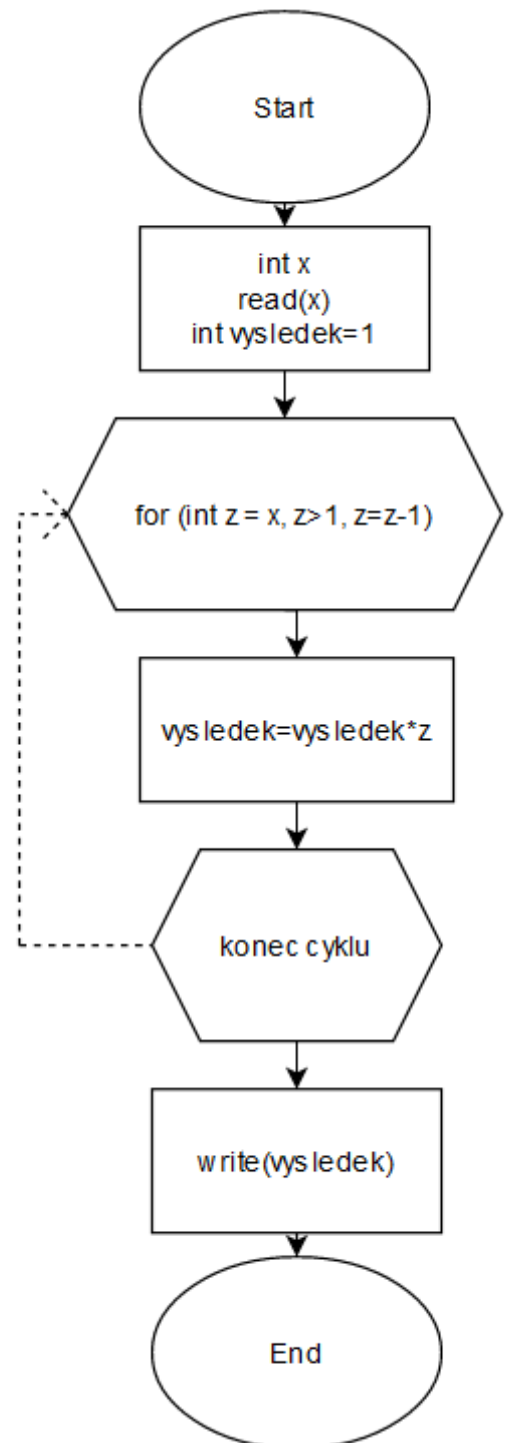 Start
int x
read(x)
int vysledek=1
for (int z = x, z>1, z=z-1)
vysledek=vysledek*z
konec cyklu
write(vysledek)
End